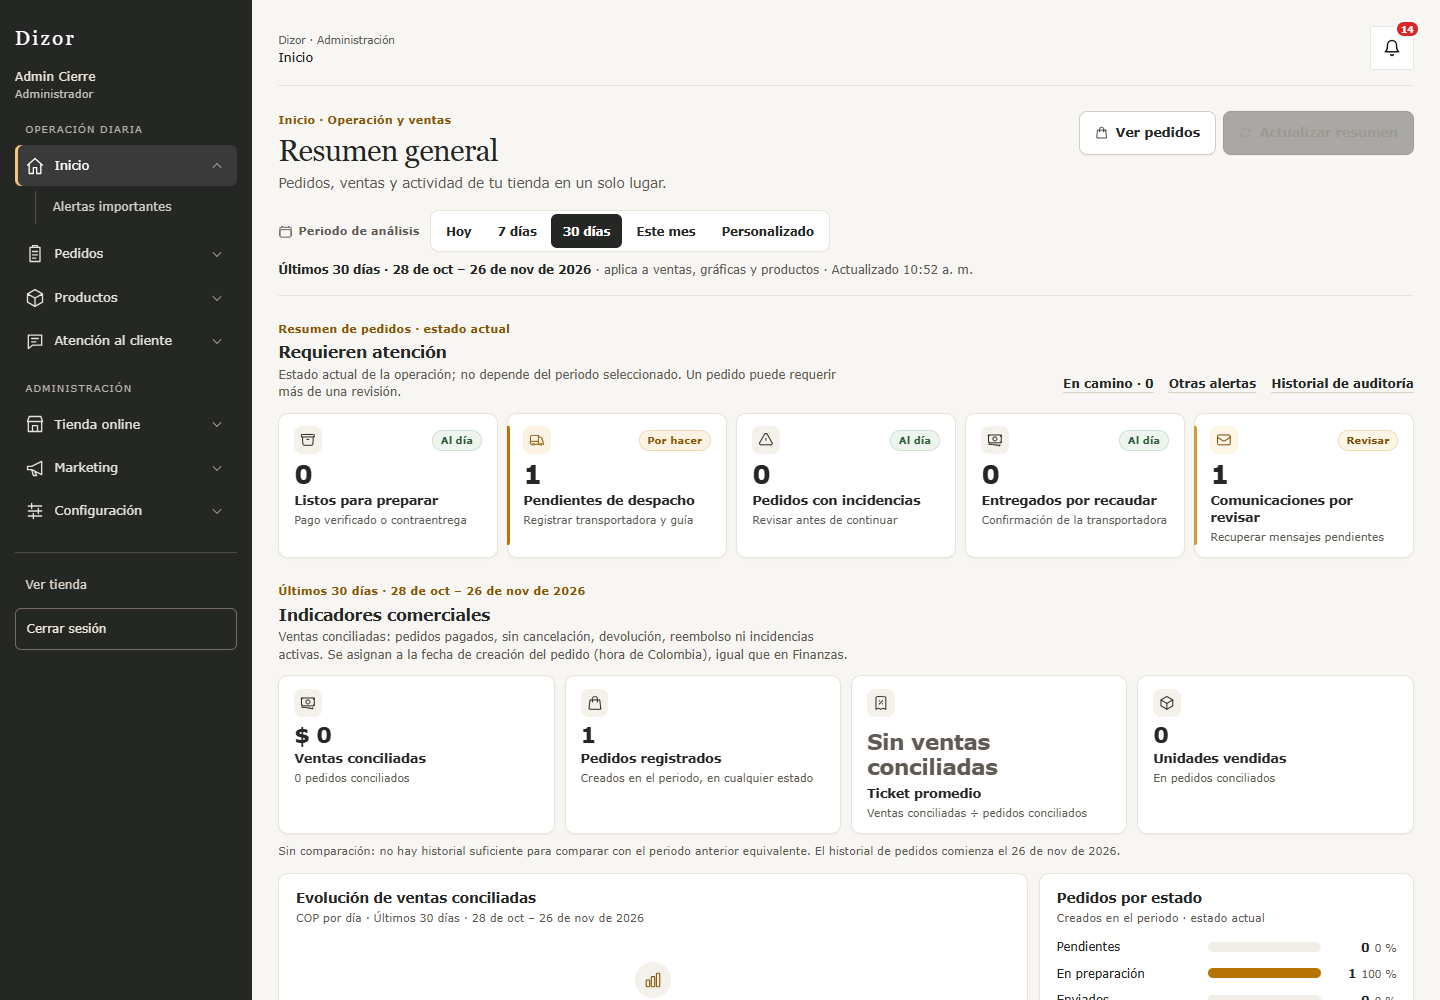 Dizor
Admin Cierre
Administrador
OPERACIÓN DIARIA
Inicio
Alertas importantes
Pedidos
Productos
Atención al cliente
ADMINISTRACIÓN
Tienda online
Marketing
Configuración
Ver tienda
Cerrar sesión
Dizor · Administración
Inicio
14
Inicio · Operación y ventas
Resumen general
Pedidos, ventas y actividad de tu tienda en un solo lugar.
Ver pedidos
Actualizar resumen
Periodo de análisis
Hoy
7 días
30 días
Este mes
Personalizado
Últimos 30 días · 28 de oct – 26 de nov de 2026 · aplica a ventas, gráficas y productos · Actualizado 10:52 a. m.
Resumen de pedidos · estado actual
Requieren atención
Estado actual de la operación; no depende del periodo seleccionado. Un pedido puede requerir
más de una revisión.
En camino · 0
Otras alertas
Historial de auditoría
Al día
0
Listos para preparar
Pago verificado o contraentrega
Por hacer
1
Pendientes de despacho
Registrar transportadora y guía
Al día
0
Pedidos con incidencias
Revisar antes de continuar
Al día
0
Entregados por recaudar
Confirmación de la transportadora
Revisar
1
Comunicaciones por
revisar
Recuperar mensajes pendientes
Últimos 30 días · 28 de oct – 26 de nov de 2026
Indicadores comerciales
Ventas conciliadas: pedidos pagados, sin cancelación, devolución, reembolso ni incidencias
activas. Se asignan a la fecha de creación del pedido (hora de Colombia), igual que en Finanzas.
$ 0
Ventas conciliadas
0 pedidos conciliados
1
Pedidos registrados
Creados en el periodo, en cualquier estado
Sin ventas
conciliadas
Ticket promedio
Ventas conciliadas ÷ pedidos conciliados
0
Unidades vendidas
En pedidos conciliados
Sin comparación: no hay historial suficiente para comparar con el periodo anterior equivalente. El historial de pedidos comienza el 26 de nov de 2026.
Evolución de ventas conciliadas
COP por día · Últimos 30 días · 28 de oct – 26 de nov de 2026
Pedidos por estado
Creados en el periodo · estado actual
Pendientes 0 0 %
En preparación 1 100 %
Enviados 0 0 %